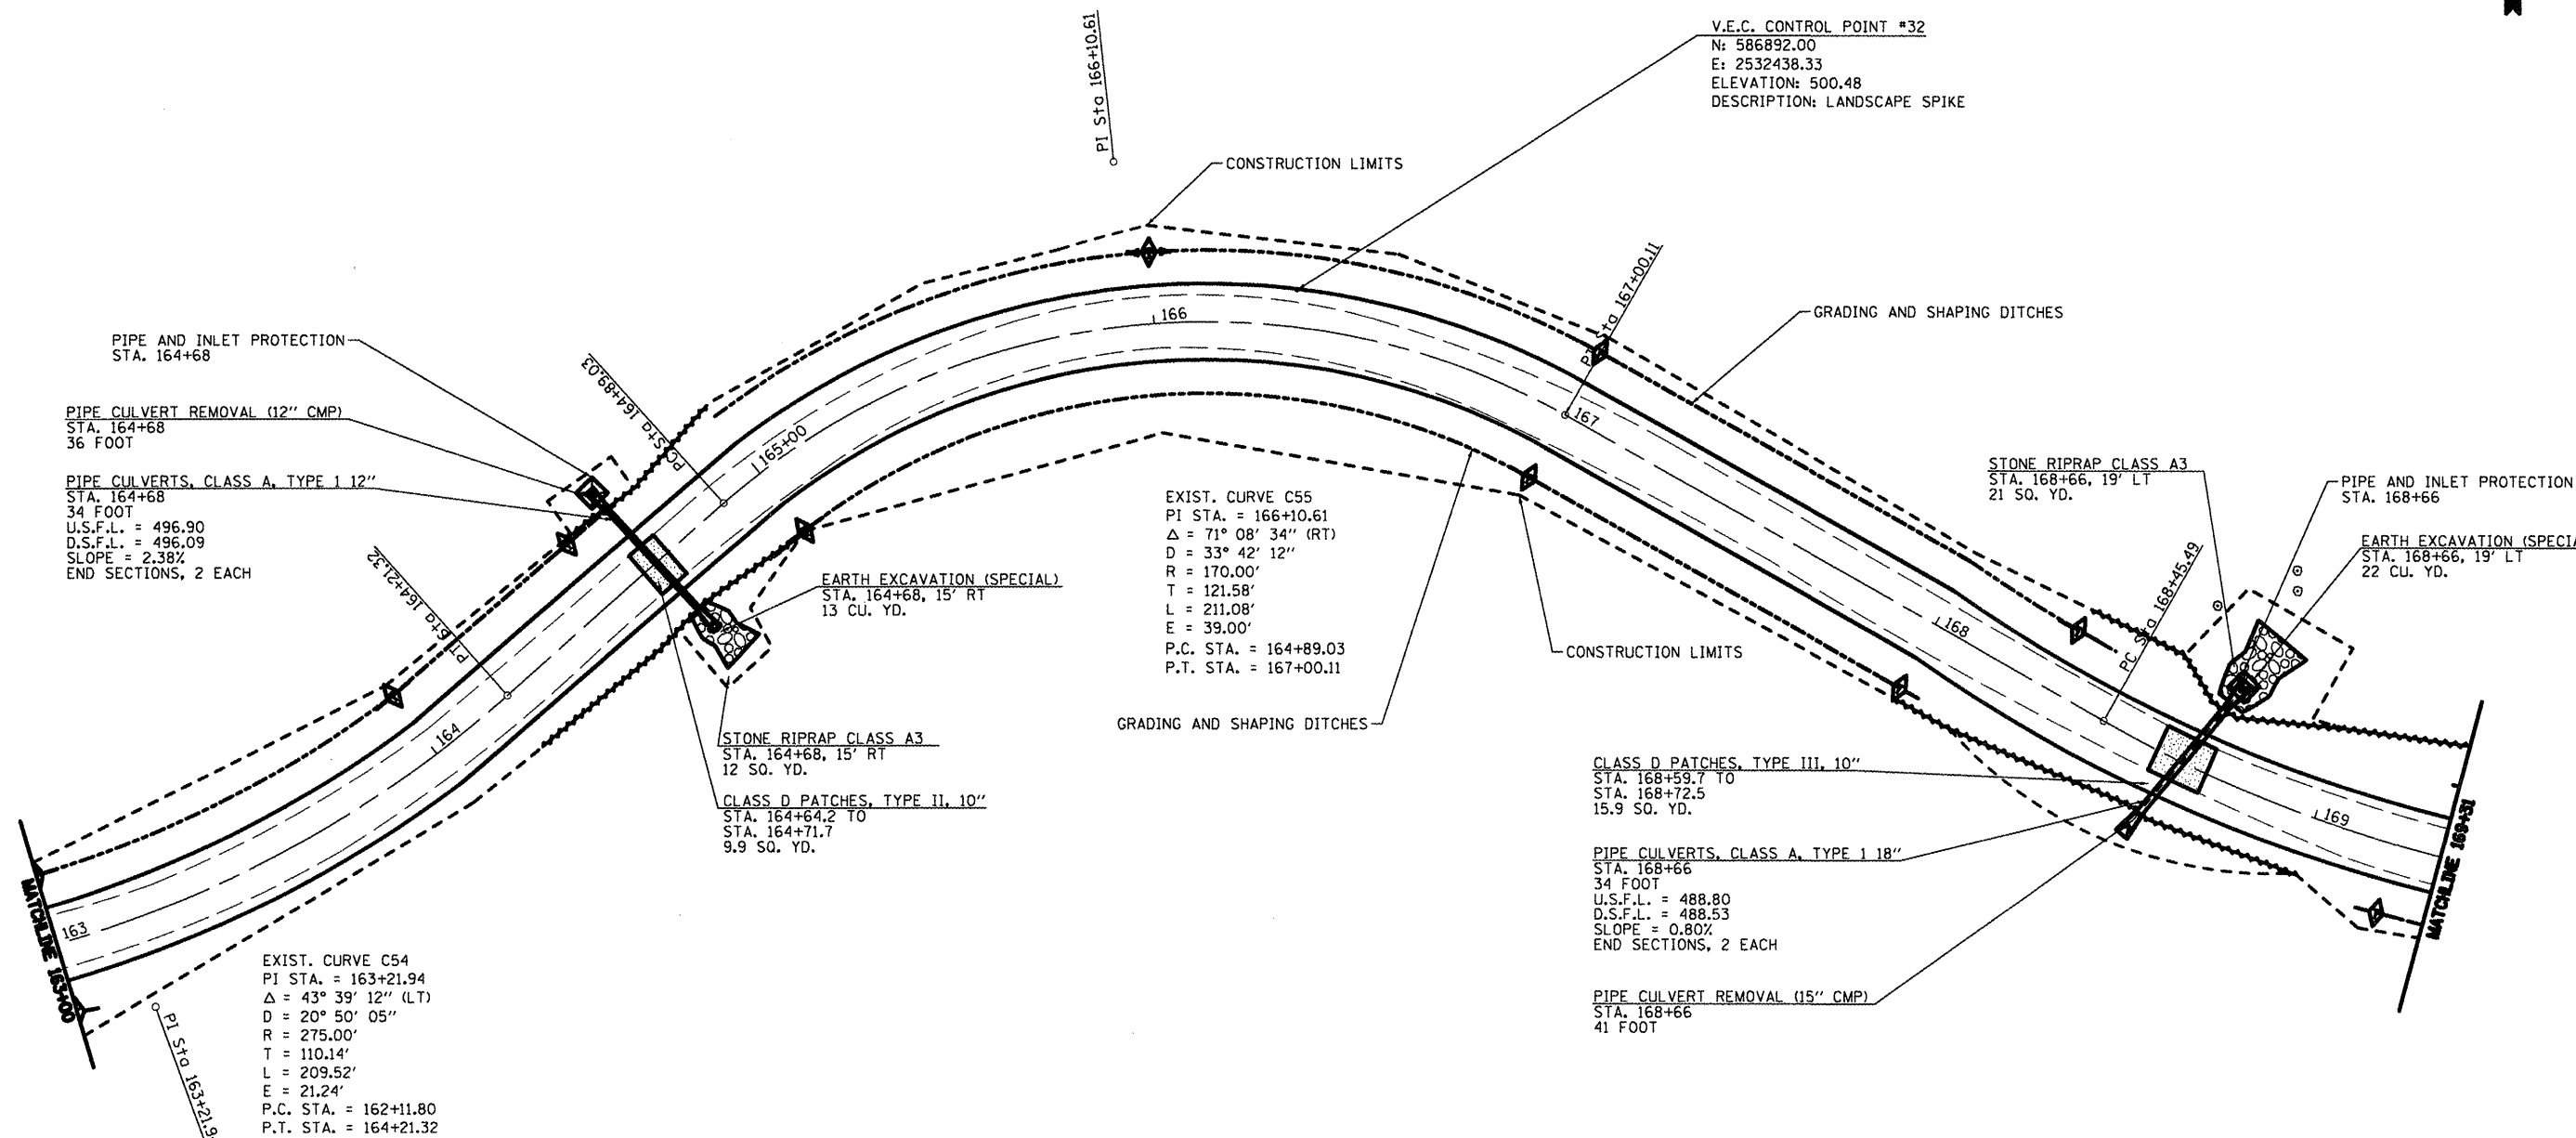 V.E.C. CONTROL POINT #32
N: 586892.00
E: 2532438.33
ELEVATION: 500.48
DESCRIPTION: LANDSCAPE SPIKE
PI Sta 166+10.61
CONSTRUCTION LIMITS
PT Sta 167+00.11
GRADING AND SHAPING DITCHES
PIPE AND INLET PROTECTION
STA. 164+68
PIPE CULVERT REMOVAL (12" CMP)
STA. 164+68
36 FOOT
PIPE CULVERTS, CLASS A, TYPE 1 12"
STA. 164+68
34 FOOT
U.S.F.L. = 496.90
D.S.F.L. = 496.09
SLOPE = 2.38%
END SECTIONS, 2 EACH
PC Sta 164+89.03
PT Sta 164+21.32
163
164
165+00
166
167
168
169
EARTH EXCAVATION (SPECIAL)
STA. 164+68, 15' RT
13 CU. YD.
STONE RIPRAP CLASS A3
STA. 164+68, 15' RT
12 SQ. YD.
CLASS D PATCHES, TYPE II, 10"
STA. 164+64.2 TO
STA. 164+71.7
9.9 SQ. YD.
EXIST. CURVE C55
PI STA. = 166+10.61
Δ = 71° 08' 34" (RT)
D = 33° 42' 12"
R = 170.00'
T = 121.58'
L = 211.08'
E = 39.00'
P.C. STA. = 164+89.03
P.T. STA. = 167+00.11
CONSTRUCTION LIMITS
GRADING AND SHAPING DITCHES
STONE RIPRAP CLASS A3
STA. 168+66, 19' LT
21 SQ. YD.
PIPE AND INLET PROTECTION
STA. 168+66
EARTH EXCAVATION (SPECIA
STA. 168+66, 19' LT
22 CU. YD.
PC Sta 168+45.49
CLASS D PATCHES, TYPE III, 10"
STA. 168+59.7 TO
STA. 168+72.5
15.9 SQ. YD.
PIPE CULVERTS, CLASS A, TYPE 1 18"
STA. 168+66
34 FOOT
U.S.F.L. = 488.80
D.S.F.L. = 488.53
SLOPE = 0.80%
END SECTIONS, 2 EACH
PIPE CULVERT REMOVAL (15" CMP)
STA. 168+66
41 FOOT
MATCHLINE 163+00
MATCHLINE 169+31
PI Sta 163+21.9
EXIST. CURVE C54
PI STA. = 163+21.94
Δ = 43° 39' 12" (LT)
D = 20° 50' 05"
R = 275.00'
T = 110.14'
L = 209.52'
E = 21.24'
P.C. STA. = 162+11.80
P.T. STA. = 164+21.32